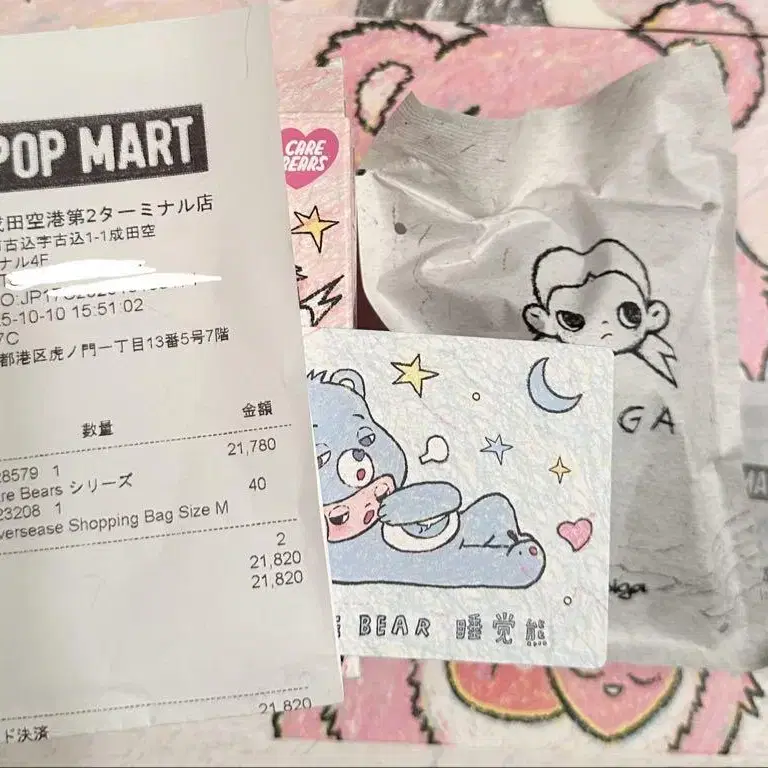 POP MART
成田空港第2ターミナル店
古込字古込1-1成田空
ナル4F
25-10-10 15:51:02
7C
都港区虎ノ門一丁目13番5号7階
数量 金額
28579 1 21,780
re Bears シリーズ
23208 1 40
versease Shopping Bag Size M
2
21,820
21,820
21,820
ド決済
CARE
BEARS
GA
BEAR 睡觉熊